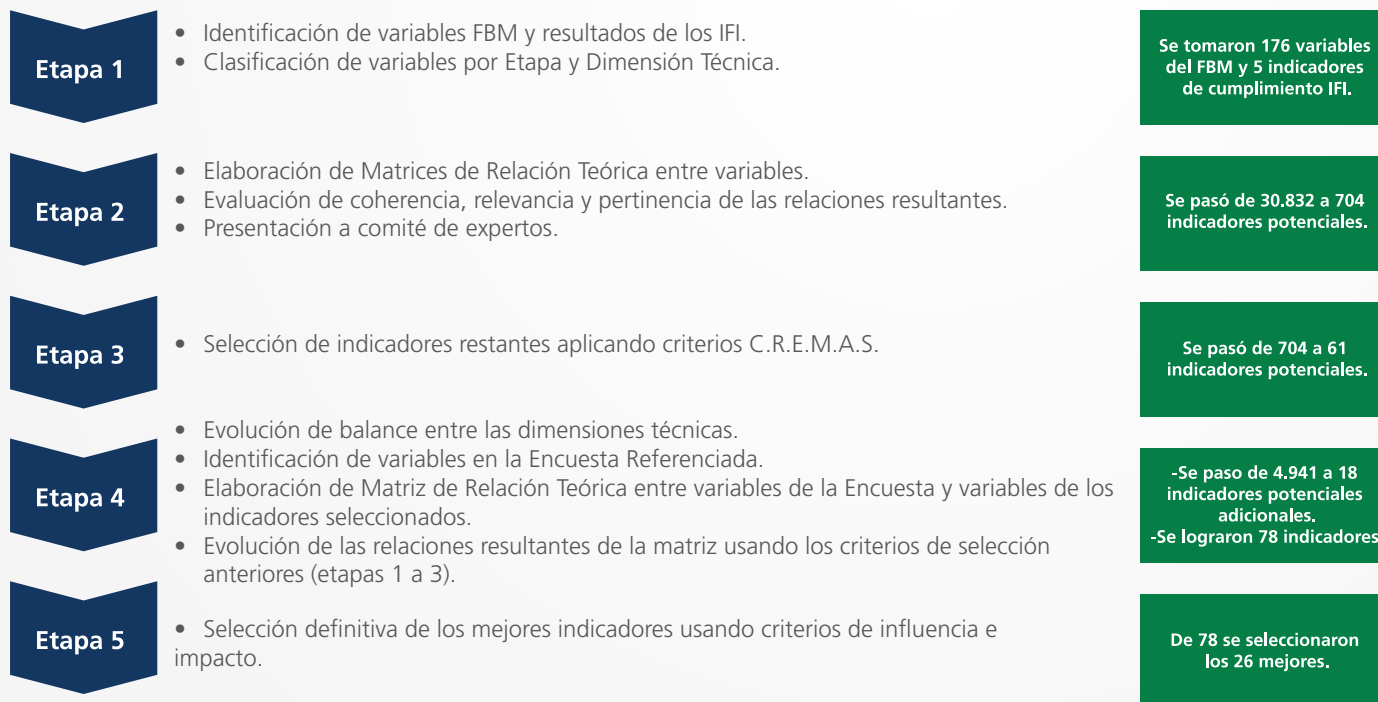 Etapa 1
• Identificación de variables FBM y resultados de los IFI.
• Clasificación de variables por Etapa y Dimensión Técnica.
Se tomaron 176 variables
del FBM y 5 indicadores
de cumplimiento IFI.
Etapa 2
• Elaboración de Matrices de Relación Teórica entre variables.
• Evaluación de coherencia, relevancia y pertinencia de las relaciones resultantes.
• Presentación a comité de expertos.
Se pasó de 30.832 a 704
indicadores potenciales.
Etapa 3
• Selección de indicadores restantes aplicando criterios C.R.E.M.A.S.
Se pasó de 704 a 61
indicadores potenciales.
Etapa 4
• Evolución de balance entre las dimensiones técnicas.
• Identificación de variables en la Encuesta Referenciada.
• Elaboración de Matriz de Relación Teórica entre variables de la Encuesta y variables de los
indicadores seleccionados.
• Evolución de las relaciones resultantes de la matriz usando los criterios de selección
anteriores (etapas 1 a 3).
-Se paso de 4.941 a 18
indicadores potenciales
adicionales.
-Se lograron 78 indicadores
Etapa 5
• Selección definitiva de los mejores indicadores usando criterios de influencia e
impacto.
De 78 se seleccionaron
los 26 mejores.